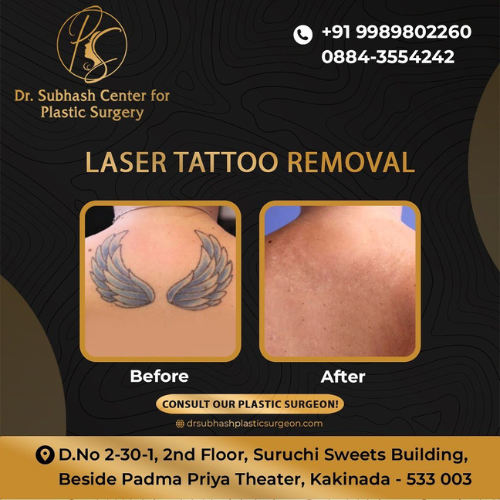 +91 9989802260
0884-3554242
Dr. Subhash Center for
Plastic Surgery
LASER TATTOO REMOVAL
Before
After
CONSULT OUR PLASTIC SURGEON!
drsubhashplasticsurgeon.com
D.No 2-30-1, 2nd Floor, Suruchi Sweets Building,
Beside Padma Priya Theater, Kakinada - 533 003